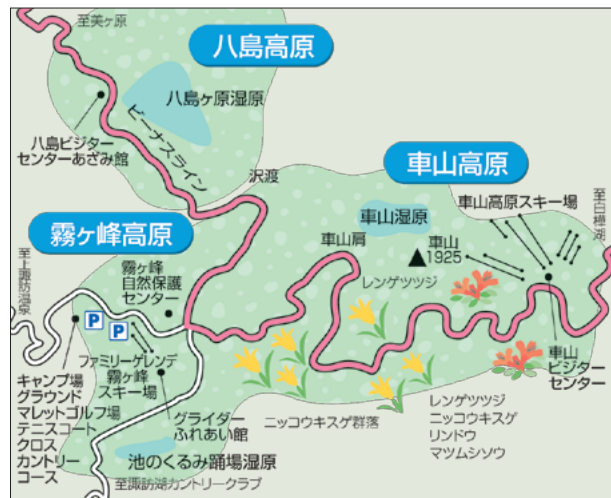 至美ヶ原
八島高原
八島ヶ原湿原
ビーナスライン
八島ビジター
センターあざみ館
沢渡
車山高原
車山高原スキー場
至白樺湖
車山湿原
車山肩
車山
1925
レンゲツツジ
霧ヶ峰高原
至上諏訪温泉
霧ヶ峰
自然保護
センター
P
P
ファミリーゲレンデ
霧ヶ峰
スキー場
キャンプ場
グラウンド
マレットゴルフ場
テニスコート
クロス
カントリー
コース
グライダー
ふれあい館
池のくるみ踊場湿原
至諏訪湖カントリークラブ
ニッコウキスゲ群落
レンゲツツジ
ニッコウキスゲ
リンドウ
マツムシソウ
車山
ビジター
センター